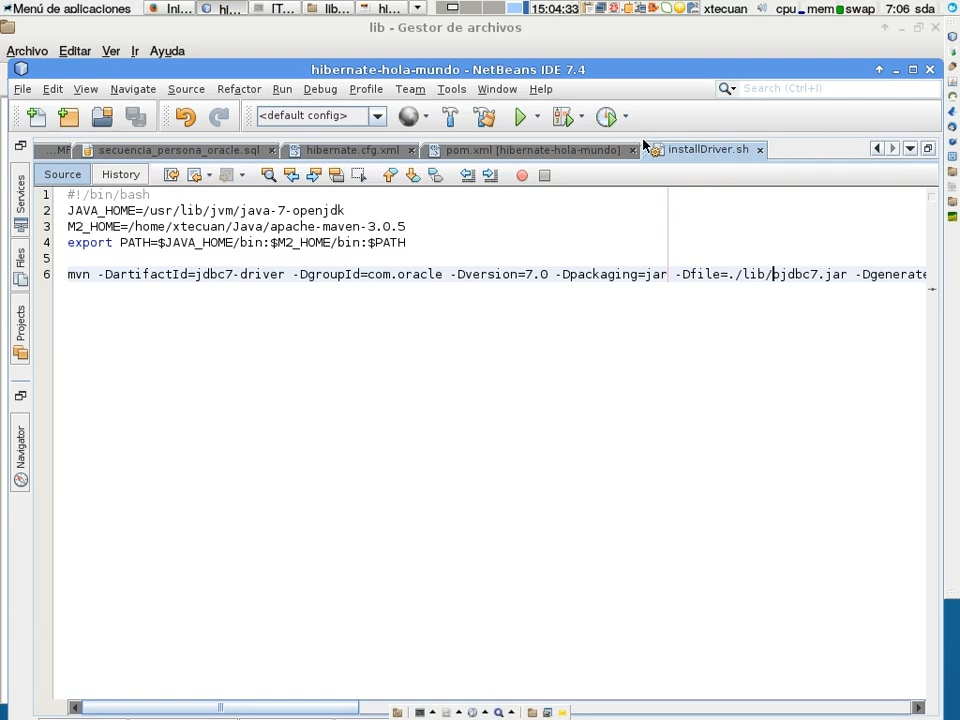 Menú de aplicaciones InI... hi... [T... lib... hi... 15:04:33 xtecuan cpu mem swap 7:06 sda
lib - Gestor de archivos
Archivo Editar Ver Ir Ayuda
hibernate-hola-mundo - NetBeans IDE 7.4
File Edit View Navigate Source Refactor Run Debug Profile Team Tools Window Help Search (Ctrl+I)
<default config>
...MF secuencia_persona_oracle.sql hibernate.cfg.xml pom.xml [hibernate-hola-mundo] installDriver.sh
Source History
1 #!/bin/bash
2 JAVA_HOME=/usr/lib/jvm/java-7-openjdk
3 M2_HOME=/home/xtecuan/Java/apache-maven-3.0.5
4 export PATH=$JAVA_HOME/bin:$M2_HOME/bin:$PATH
5
6 mvn -DartifactId=jdbc7-driver -DgroupId=com.oracle -Dversion=7.0 -Dpackaging=jar -Dfile=./lib/ojdbc7.jar -Dgenerate
Services
Files
Projects
Navigator